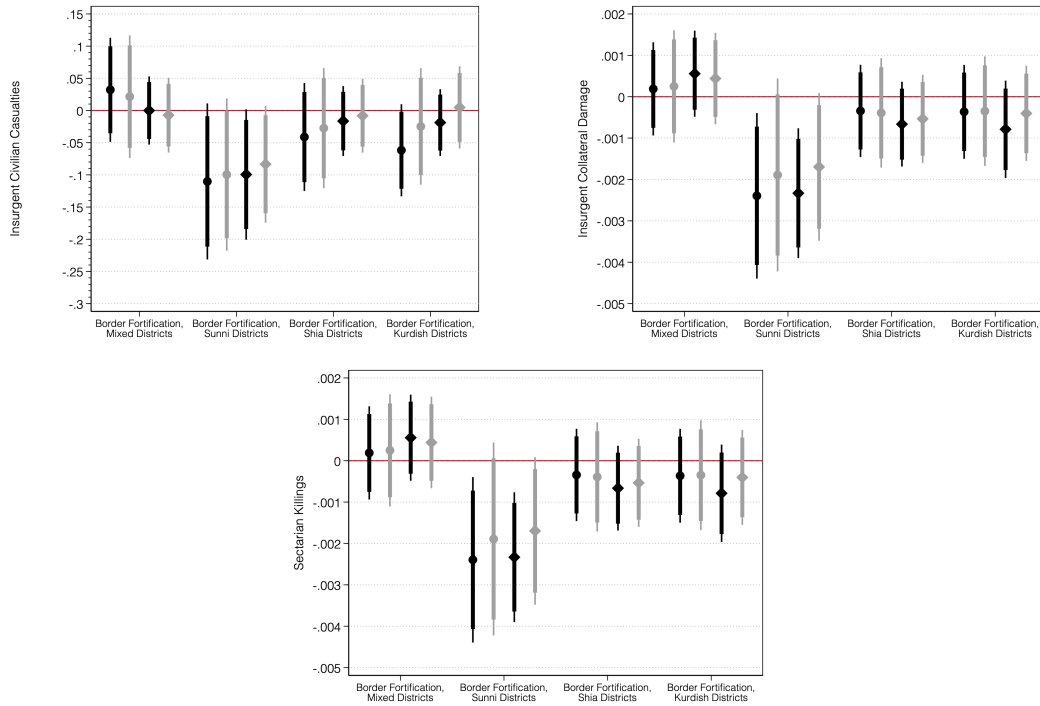 Insurgent Civilian Casualties
.15
.1
.05
0
-.05
-.1
-.15
-.2
-.25
-.3
Border Fortification,
Mixed Districts
Border Fortification,
Sunni Districts
Border Fortification,
Shia Districts
Border Fortification,
Kurdish Districts
Insurgent Collateral Damage
.002
.001
0
-.001
-.002
-.003
-.004
-.005
Border Fortification,
Mixed Districts
Border Fortification,
Sunni Districts
Border Fortification,
Shia Districts
Border Fortification,
Kurdish Districts
Sectarian Killings
.002
.001
0
-.001
-.002
-.003
-.004
-.005
Border Fortification,
Mixed Districts
Border Fortification,
Sunni Districts
Border Fortification,
Shia Districts
Border Fortification,
Kurdish Districts